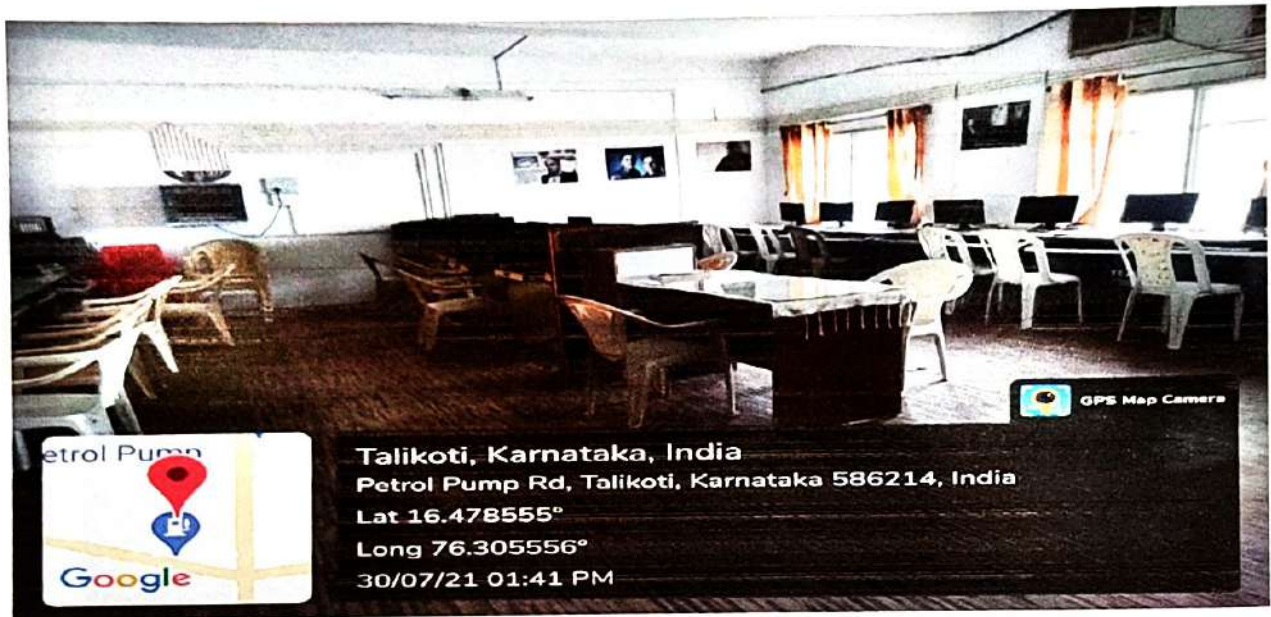 GPS Map Camera
etrol Pump
Google
Talikoti, Karnataka, India
Petrol Pump Rd, Talikoti, Karnataka 586214, India
Lat 16.478555°
Long 76.305556°
30/07/21 01:41 PM